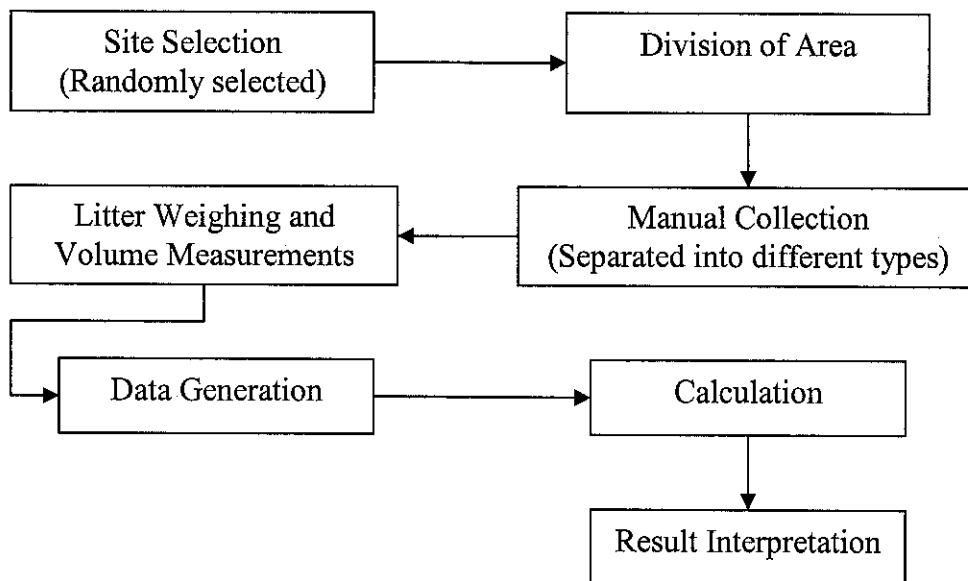 Site Selection
(Randomly selected)
Division of Area
Manual Collection
(Separated into different types)
Litter Weighing and
Volume Measurements
Data Generation
Calculation
Result Interpretation